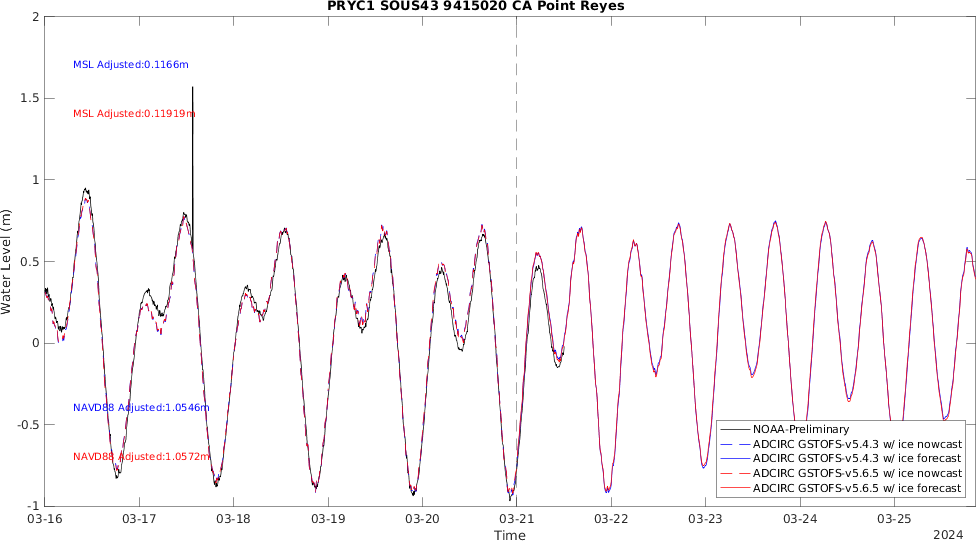 PRYC1 SOUS43 9415020 CA Point Reyes
2
1.5
1
0.5
0
-0.5
-1
Water Level (m)
MSL Adjusted:0.1166m
MSL Adjusted:0.11919m
NAVD88 Adjusted:1.0546m
NAVD88 Adjusted:1.0572m
NOAA-Preliminary
ADCIRC GSTOFS-v5.4.3 w/ ice nowcast
ADCIRC GSTOFS-v5.4.3 w/ ice forecast
ADCIRC GSTOFS-v5.6.5 w/ ice nowcast
ADCIRC GSTOFS-v5.6.5 w/ ice forecast
03-16 03-17 03-18 03-19 03-20 03-21 03-22 03-23 03-24 03-25
Time
2024